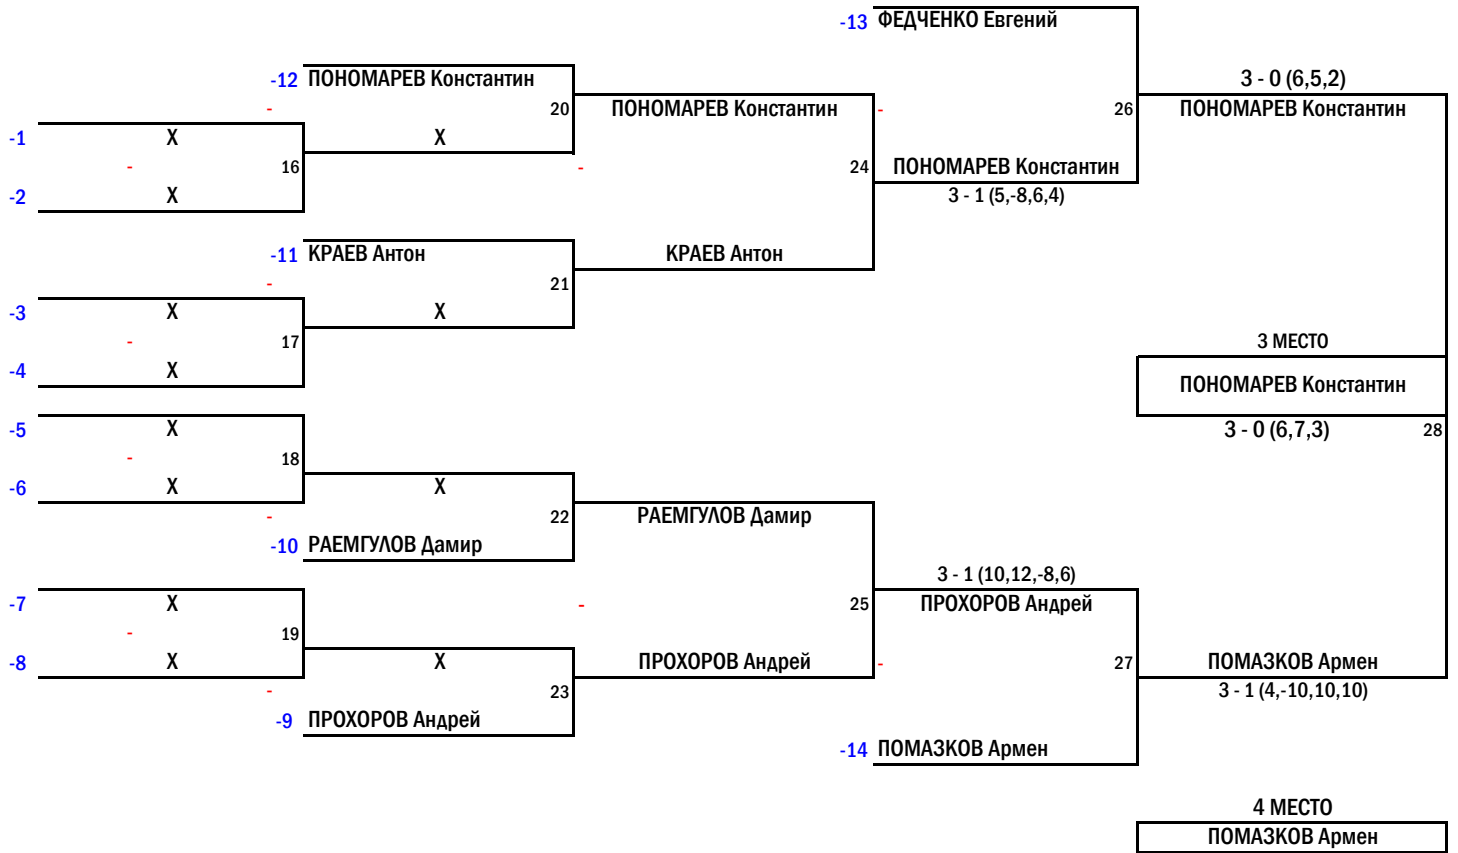 -13 ФЕДЧЕНКО Евгений
-12 ПОНОМАРЕВ Константин
3 - 0 (6,5,2)
-
20
ПОНОМАРЕВ Константин
-
26
ПОНОМАРЕВ Константин
-1
X
X
-
16
-
24
ПОНОМАРЕВ Константин
-2
X
3 - 1 (5,-8,6,4)
-11 КРАЕВ Антон
КРАЕВ Антон
-
21
-3
X
X
-
17
3 МЕСТО
-4
X
ПОНОМАРЕВ Константин
-5
X
3 - 0 (6,7,3)
28
-
18
-6
X
X
-
22
РАЕМГУЛОВ Дамир
-10 РАЕМГУЛОВ Дамир
3 - 1 (10,12,-8,6)
-7
X
-
25
ПРОХОРОВ Андрей
-
19
-8
X
X
ПРОХОРОВ Андрей
-
27
ПОМАЗКОВ Армен
-
23
3 - 1 (4,-10,10,10)
-9 ПРОХОРОВ Андрей
-14 ПОМАЗКОВ Армен
4 МЕСТО
ПОМАЗКОВ Армен